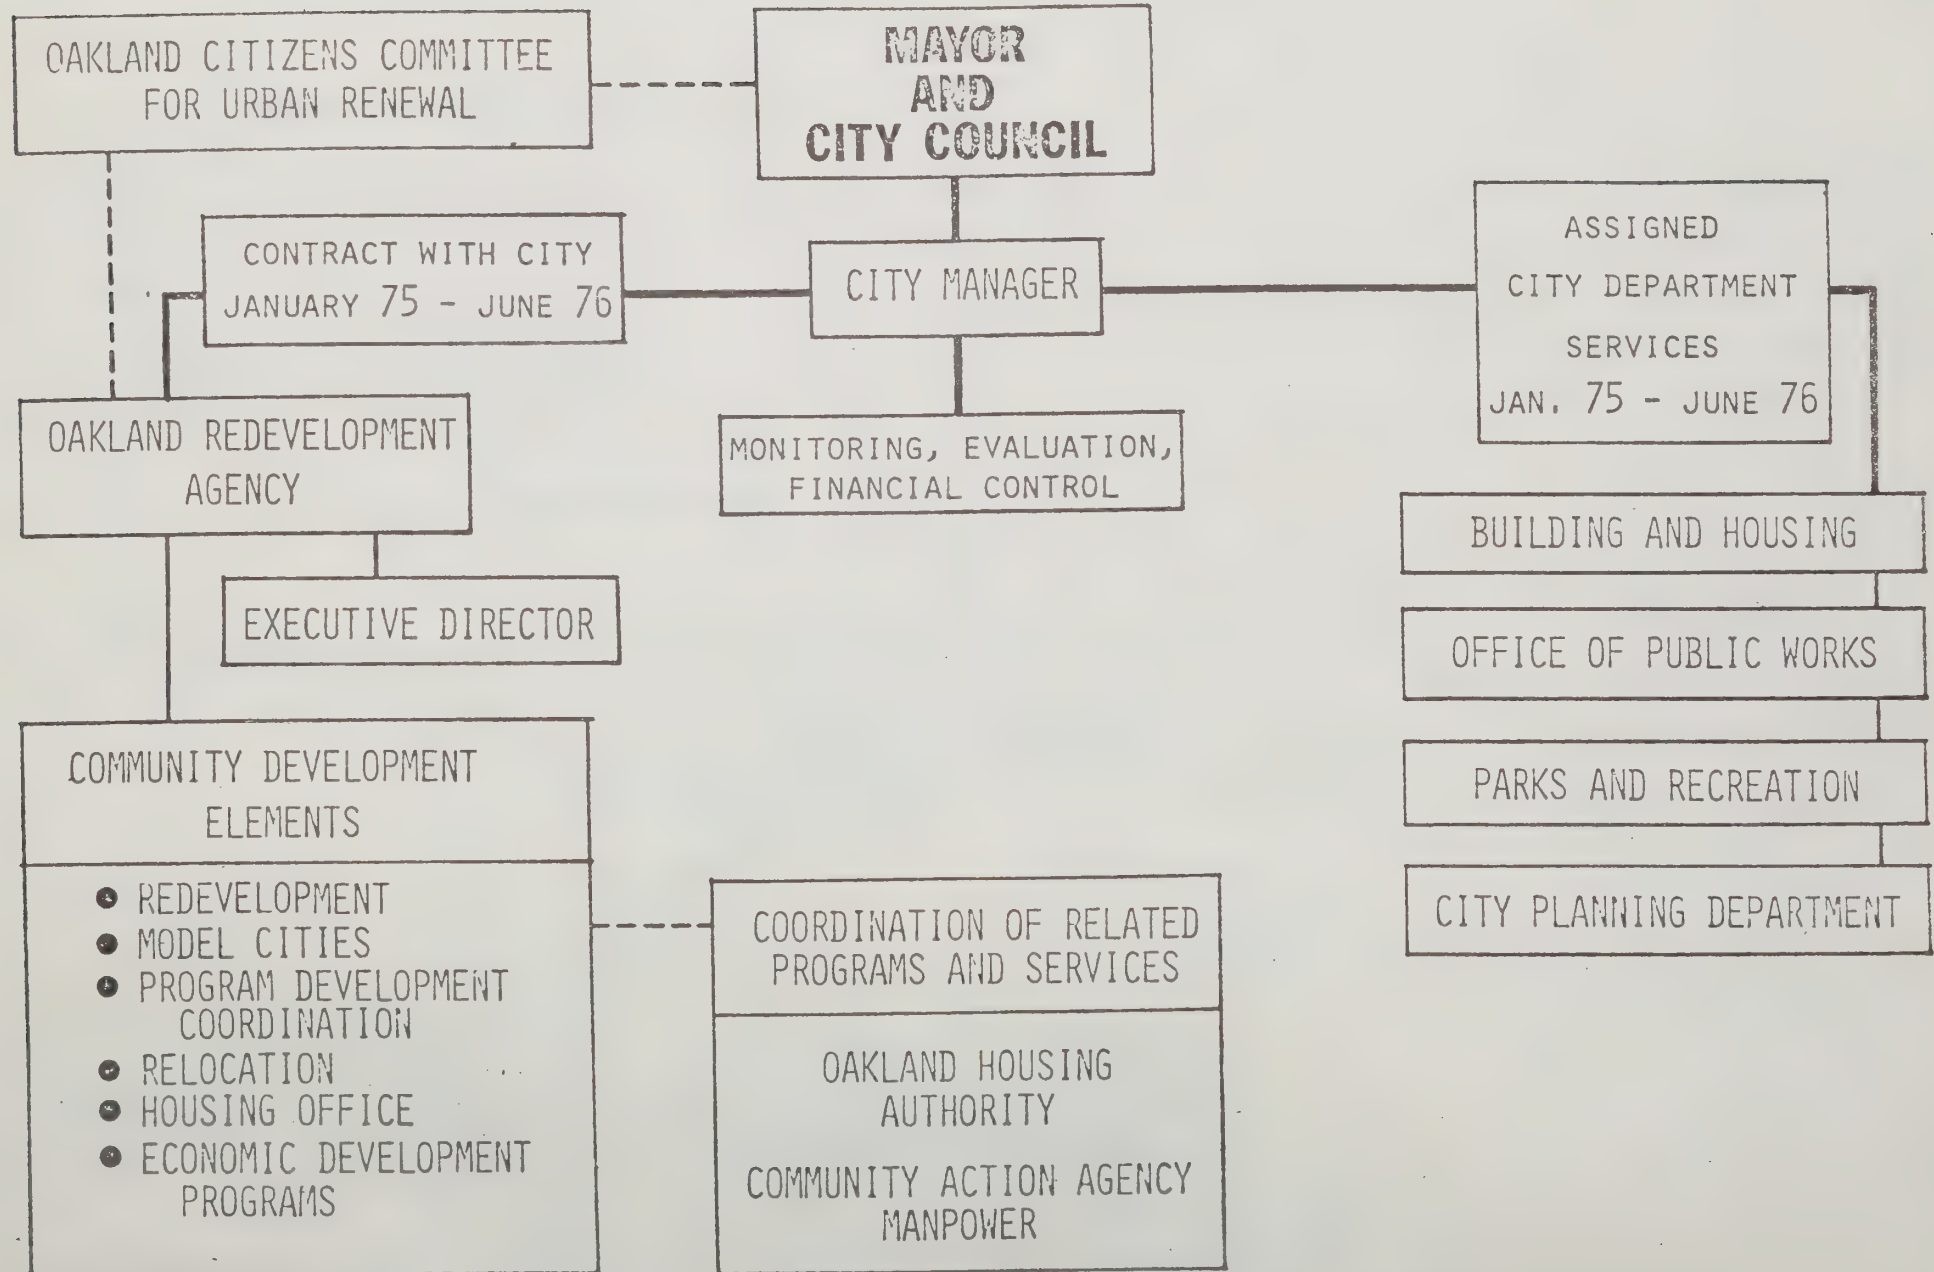 OAKLAND CITIZENS COMMITTEE
FOR URBAN RENEWAL
MAYOR
AND
CITY COUNCIL
CONTRACT WITH CITY
JANUARY 75 - JUNE 76
CITY MANAGER
ASSIGNED
CITY DEPARTMENT
SERVICES
JAN. 75 - JUNE 76
OAKLAND REDEVELOPMENT
AGENCY
MONITORING, EVALUATION,
FINANCIAL CONTROL
EXECUTIVE DIRECTOR
BUILDING AND HOUSING
OFFICE OF PUBLIC WORKS
PARKS AND RECREATION
CITY PLANNING DEPARTMENT
COMMUNITY DEVELOPMENT
ELEMENTS
● REDEVELOPMENT
● MODEL CITIES
● PROGRAM DEVELOPMENT
COORDINATION
● RELOCATION
● HOUSING OFFICE
● ECONOMIC DEVELOPMENT
PROGRAMS
COORDINATION OF RELATED
PROGRAMS AND SERVICES
OAKLAND HOUSING
AUTHORITY
COMMUNITY ACTION AGENCY
MANPOWER